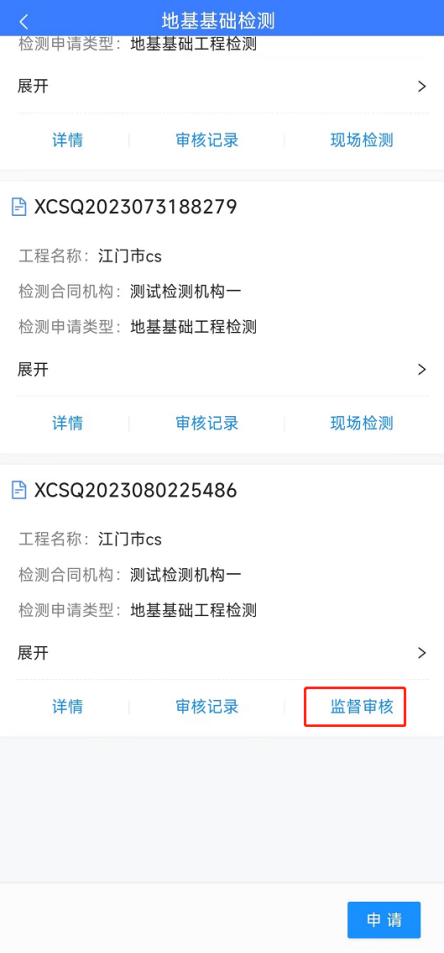 地基基础检测
检测申请类型：地基基础工程检测
展开
详情 审核记录 现场检测
XCSQ2023073188279
工程名称：江门市cs
检测合同机构：测试检测机构一
检测申请类型：地基基础工程检测
展开
详情 审核记录 现场检测
XCSQ2023080225486
工程名称：江门市cs
检测合同机构：测试检测机构一
检测申请类型：地基基础工程检测
展开
详情 审核记录 监督审核
申请